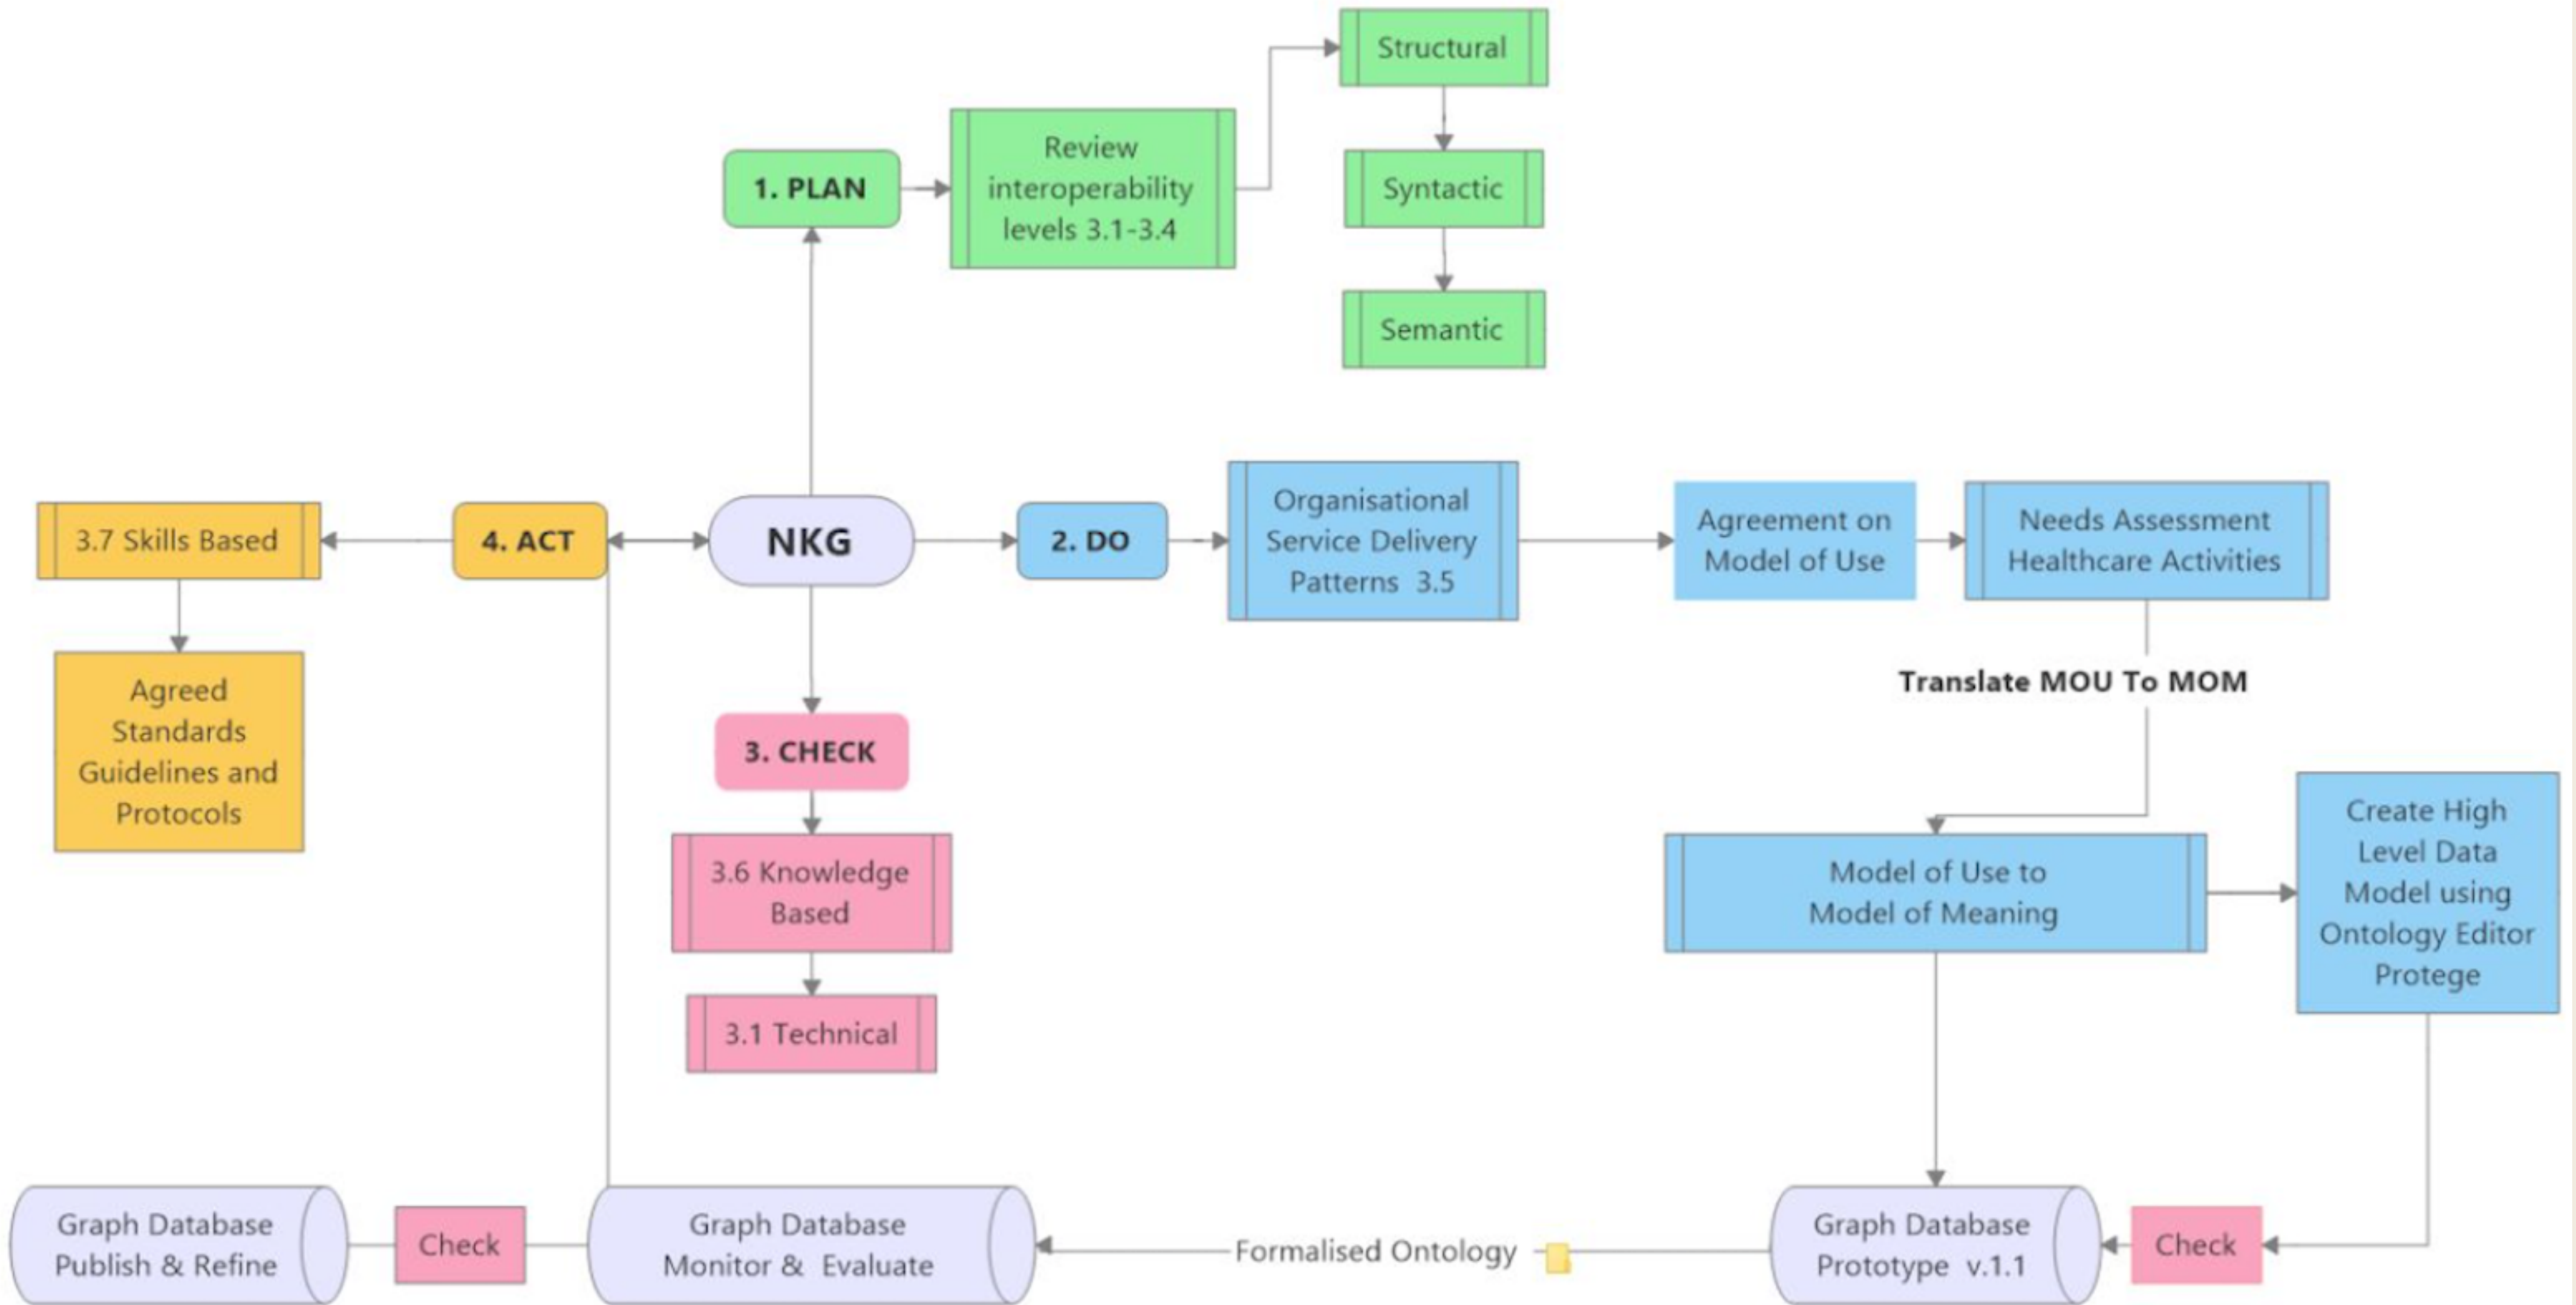 Structural
Review
interoperability
levels 3.1-3.4
1. PLAN
Syntactic
Semantic
3.7 Skills Based
4. ACT
NKG
2. DO
Organisational
Service Delivery
Patterns 3.5
Agreement on
Model of Use
Needs Assessment
Healthcare Activities
Translate MOU To MOM
Agreed
Standards
Guidelines and
Protocols
3. CHECK
3.6 Knowledge
Based
3.1 Technical
Model of Use to
Model of Meaning
Create High
Level Data
Model using
Ontology Editor
Protege
Graph Database
Publish & Refine
Check
Graph Database
Monitor & Evaluate
Formalised Ontology
Graph Database
Prototype v.1.1
Check